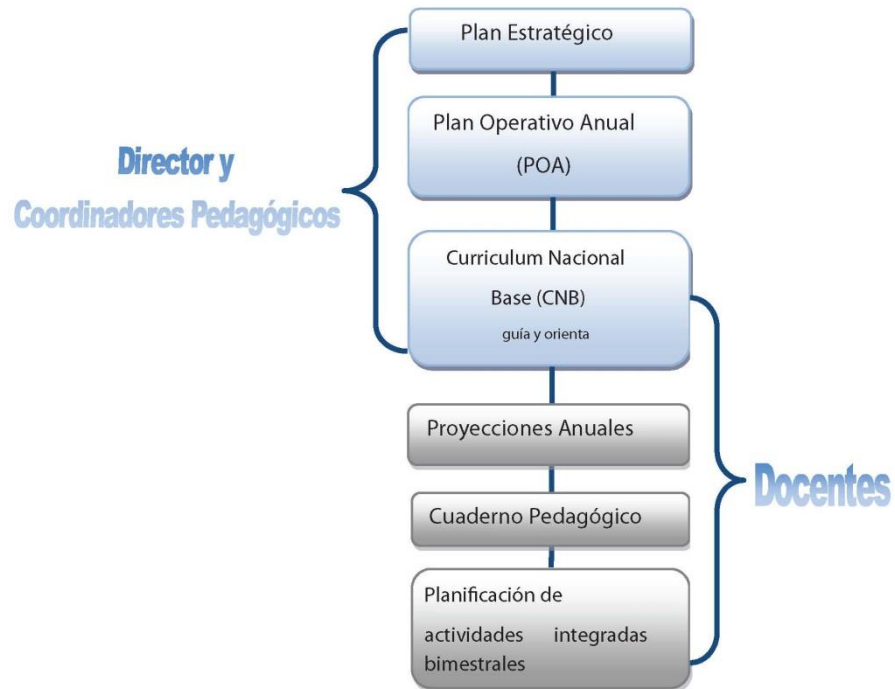 Plan Estratégico
Plan Operativo Anual
(POA)
Director y
Coordinadores Pedagógicos
Curriculum Nacional
Base (CNB)
guía y orienta
Proyecciones Anuales
Cuaderno Pedagógico
Docentes
Planificación de
actividades integradas
bimestrales